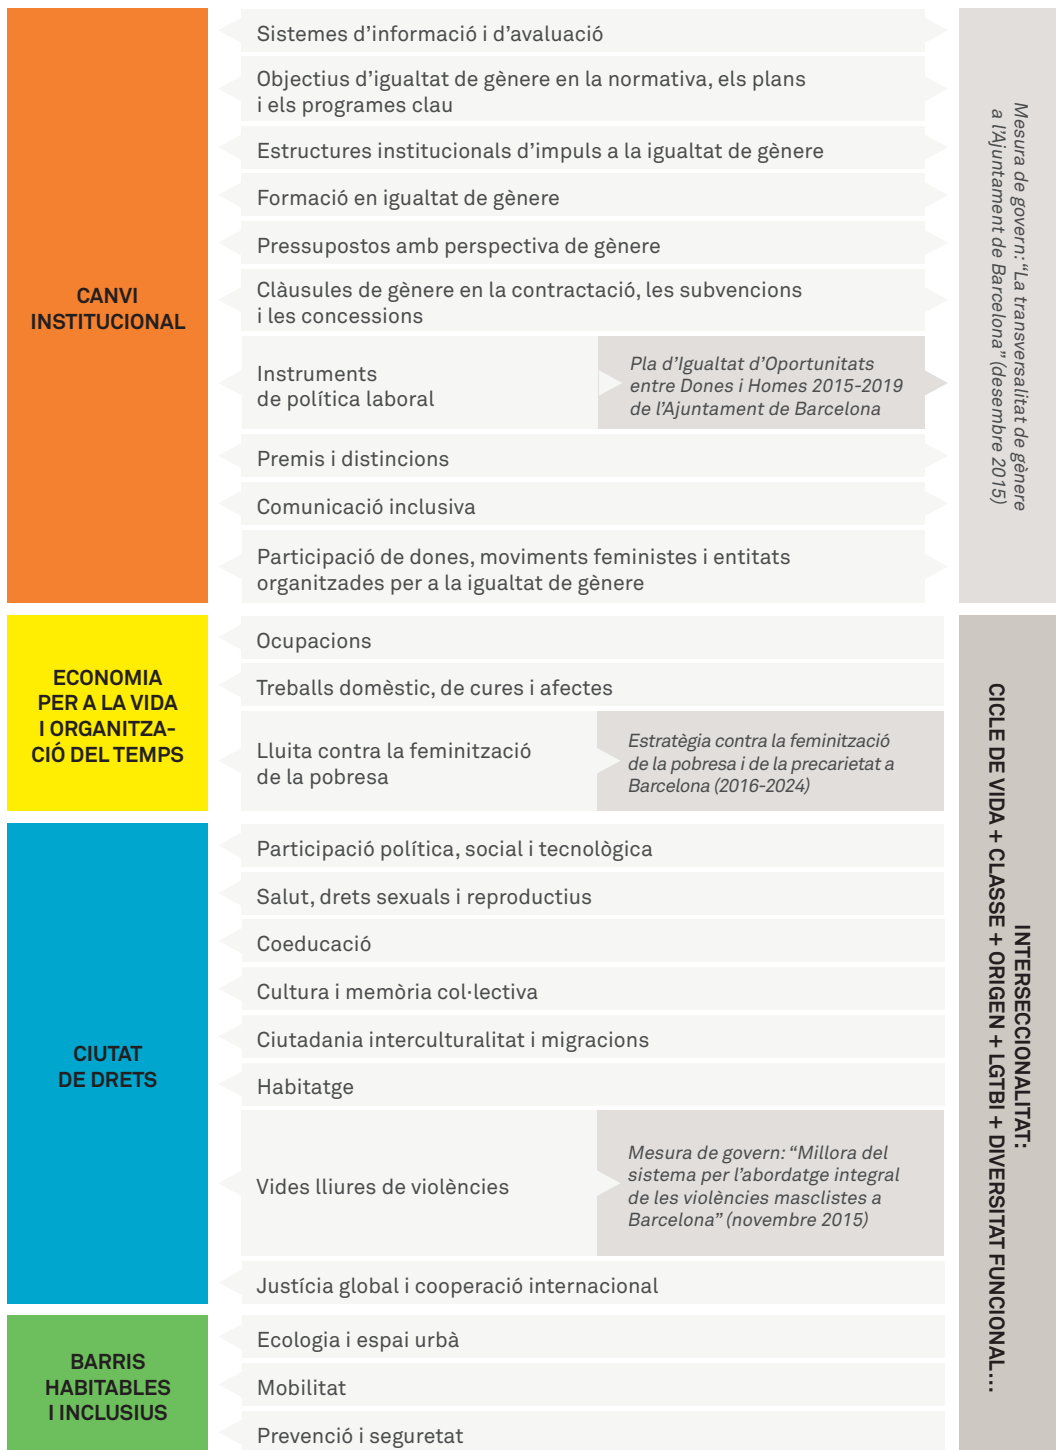 CANVI
INSTITUCIONAL
Sistemes d’informació i d’avaluació
Objectius d’igualtat de gènere en la normativa, els plans
i els programes clau
Estructures institucionals d’impuls a la igualtat de gènere
Formació en igualtat de gènere
Pressupostos amb perspectiva de gènere
Clàusules de gènere en la contractació, les subvencions
i les concessions
Instruments
de política laboral
Pla d’Igualtat d’Oportunitats
entre Dones i Homes 2015-2019
de l’Ajuntament de Barcelona
Premis i distincions
Comunicació inclusiva
Participació de dones, moviments feministes i entitats
organitzades per a la igualtat de gènere
Mesura de govern: “La transversalitat de gènere
a l’Ajuntament de Barcelona” (desembre 2015)
ECONOMIA
PER A LA VIDA
I ORGANITZA-
CIÓ DEL TEMPS
Ocupacions
Treballs domèstic, de cures i afectes
Lluita contra la feminització
de la pobresa
Estratègia contra la feminització
de la pobresa i de la precarietat a
Barcelona (2016-2024)
CIUTAT
DE DRETS
Participació política, social i tecnològica
Salut, drets sexuals i reproductius
Coeducació
Cultura i memòria col·lectiva
Ciutadania interculturalitat i migracions
Habitatge
Vides lliures de violències
Mesura de govern: “Millora del
sistema per l’abordatge integral
de les violències masclistes a
Barcelona” (novembre 2015)
Justícia global i cooperació internacional
BARRIS
HABITABLES
I INCLUSIUS
Ecologia i espai urbà
Mobilitat
Prevenció i seguretat
INTERSECCIONALITAT:
CICLE DE VIDA + CLASSE + ORIGEN + LGTBI + DIVERSITAT FUNCIONAL...